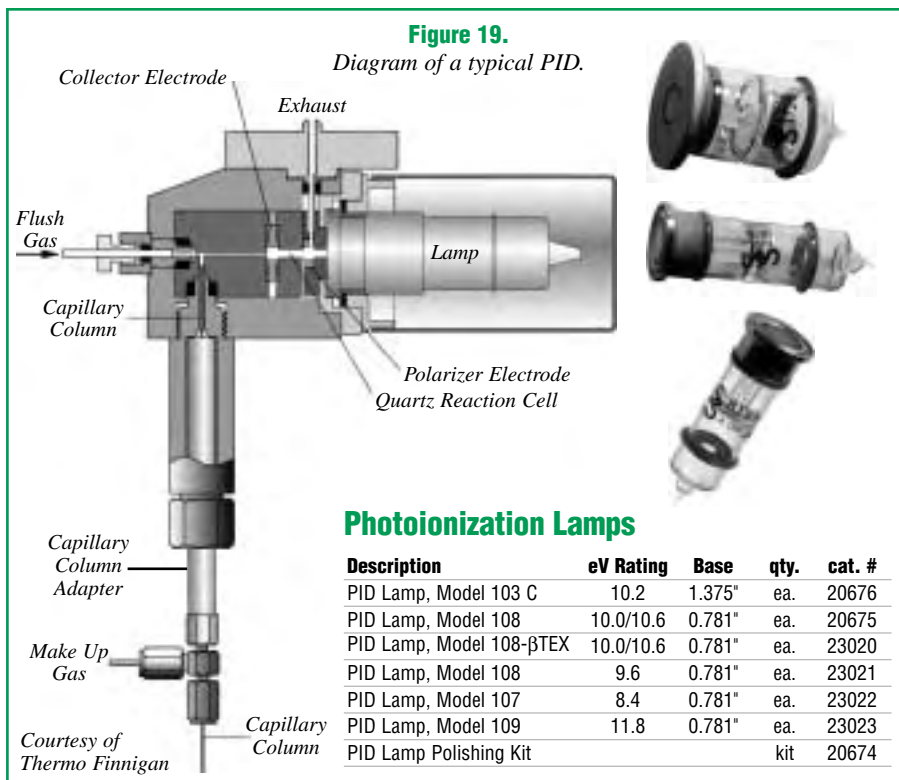 Figure 19.
Diagram of a typical PID.
Collector Electrode
Exhaust
Flush
Gas
Lamp
Capillary
Column
Polarizer Electrode
Quartz Reaction Cell
Capillary
Column
Adapter
Make Up
Gas
Capillary
Column
Courtesy of
Thermo Finnigan
Photoionization Lamps
Description eV Rating Base qty. cat. #
PID Lamp, Model 103 C 10.2 1.375" ea. 20676
PID Lamp, Model 108 10.0/10.6 0.781" ea. 20675
PID Lamp, Model 108-βTEX 10.0/10.6 0.781" ea. 23020
PID Lamp, Model 108 9.6 0.781" ea. 23021
PID Lamp, Model 107 8.4 0.781" ea. 23022
PID Lamp, Model 109 11.8 0.781" ea. 23023
PID Lamp Polishing Kit kit 20674